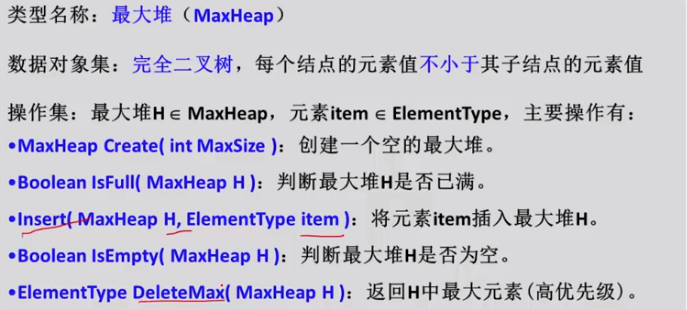 类型名称：最大堆（MaxHeap）
数据对象集：完全二叉树，每个结点的元素值不小于其子结点的元素值
操作集：最大堆H ∈ MaxHeap，元素item ∈ ElementType，主要操作有：
•MaxHeap Create( int MaxSize )：创建一个空的最大堆。
•Boolean IsFull( MaxHeap H )：判断最大堆H是否已满。
•Insert( MaxHeap H, ElementType item )：将元素item插入最大堆H。
•Boolean IsEmpty( MaxHeap H )：判断最大堆H是否为空。
•ElementType DeleteMax( MaxHeap H )：返回H中最大元素(高优先级)。